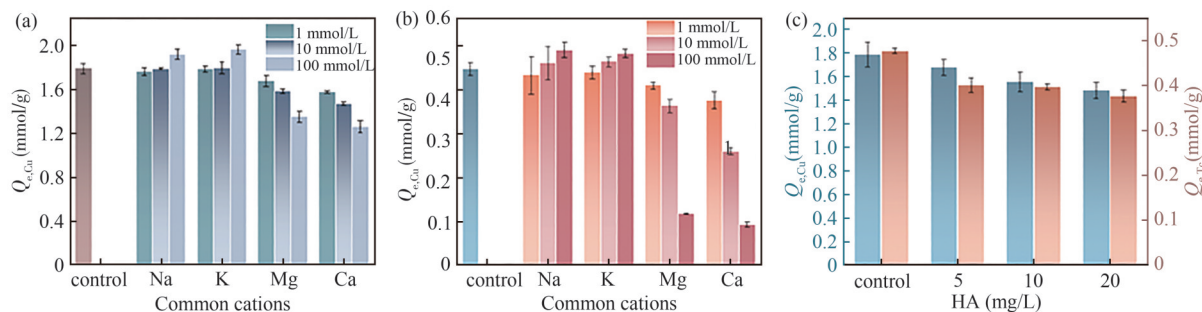 (a)
Qe,Cu (mmol/g)
2.0
1.6
1.2
1.0
0
1 mmol/L
10 mmol/L
100 mmol/L
control Na K Mg Ca
Common cations
(b)
Qe,Cu (mmol/g)
0.6
0.5
0.4
0.3
0.2
0.1
0
1 mmol/L
10 mmol/L
100 mmol/L
control Na K Mg Ca
Common cations
(c)
Qe,Cu(mmol/g)
2.0
1.8
1.6
1.4
1.2
1.0
0.8
0.6
0.4
0.2
0
control 5 10 20
HA (mg/L)
0.5
0.4
0.3
0.2
0.1
0
(mmol/g)